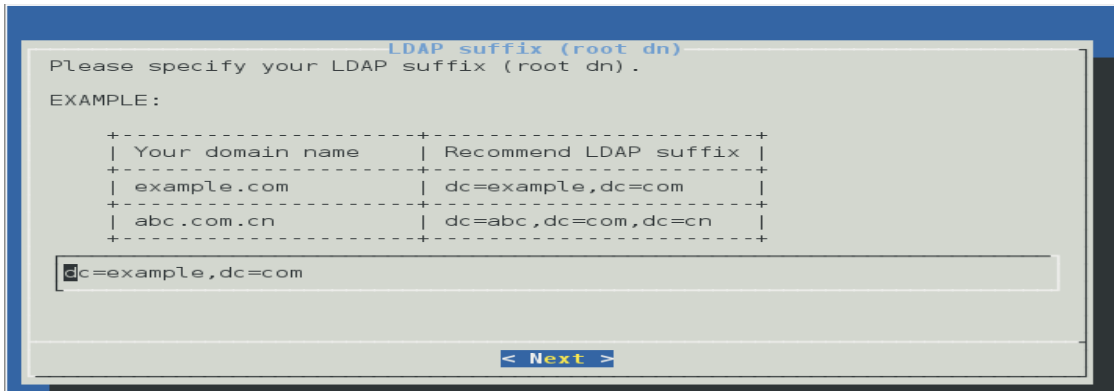 LDAP suffix (root dn)
Please specify your LDAP suffix (root dn).
EXAMPLE:
+----------------------+------------------------+
| Your domain name | Recommend LDAP suffix |
+----------------------+------------------------+
| example.com | dc=example,dc=com |
+----------------------+------------------------+
| abc.com.cn | dc=abc,dc=com,dc=cn |
+----------------------+------------------------+
dc=example,dc=com
< Next >